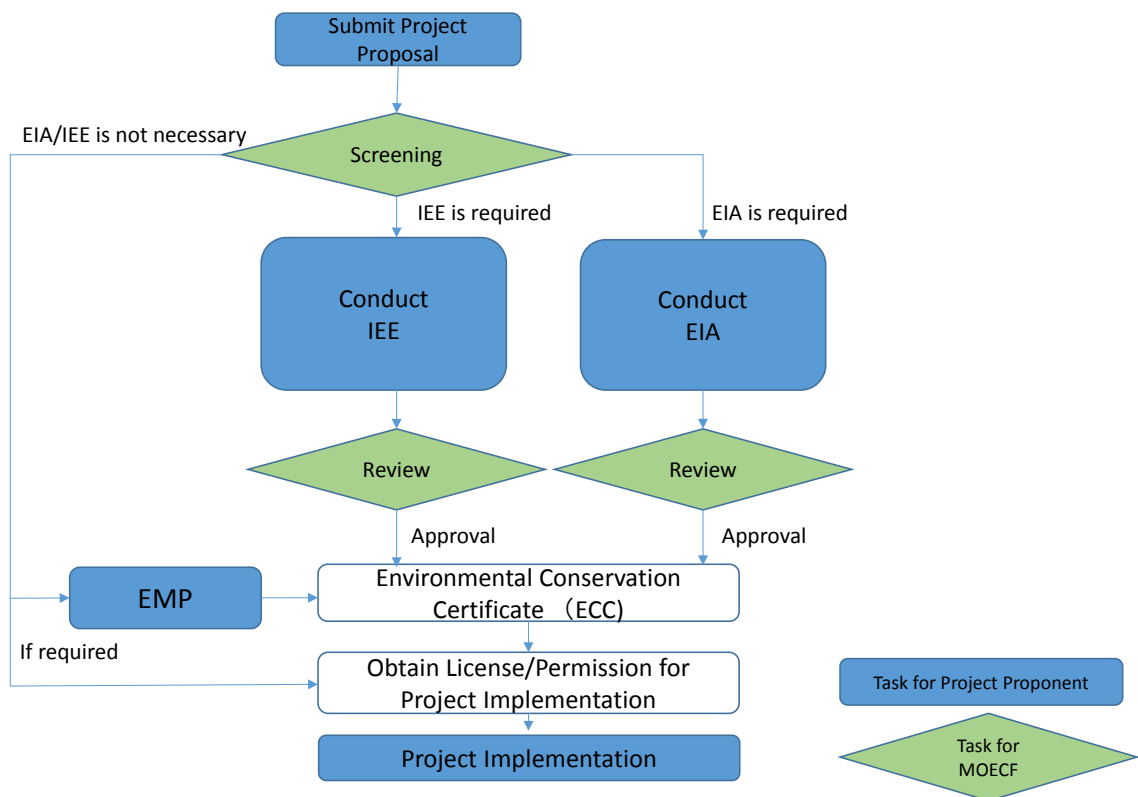 Submit Project
Proposal
EIA/IEE is not necessary
Screening
IEE is required
EIA is required
Conduct
IEE
Conduct
EIA
Review
Review
Approval
Approval
EMP
Environmental Conservation
Certificate （ECC)
If required
Obtain License/Permission for
Project Implementation
Project Implementation
Task for Project Proponent
Task for
MOECF